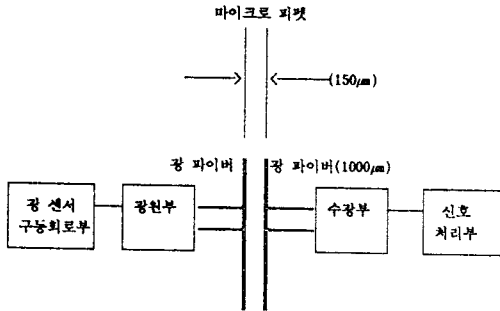 마이크로 피펫
(150㎛)
광 파이버
광 파이버(1000㎛)
광 센서
구동회로부
광원부
수광부
신호
처리부